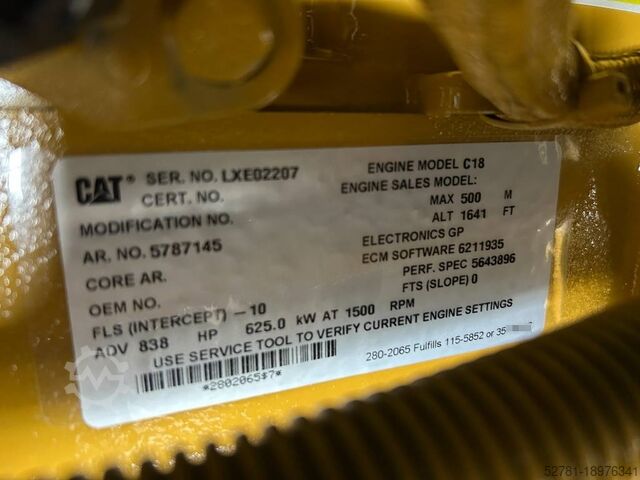 CAT® SER. NO. LXE02207 ENGINE MODEL C18
CERT. NO. ENGINE SALES MODEL:
MODIFICATION NO. MAX 500 M
ALT 1641 FT
AR. NO. 5787145 ELECTRONICS GP
CORE AR. ECM SOFTWARE 6211935
OEM NO. PERF. SPEC 5643896
FLS (INTERCEPT) -10 FTS (SLOPE) 0
ADV 838 HP 625.0 kW AT 1500 RPM
USE SERVICE TOOL TO VERIFY CURRENT ENGINE SETTINGS
*2802065$7* 280-2065 Fulfills 115-5852 or 35
52781-18976341